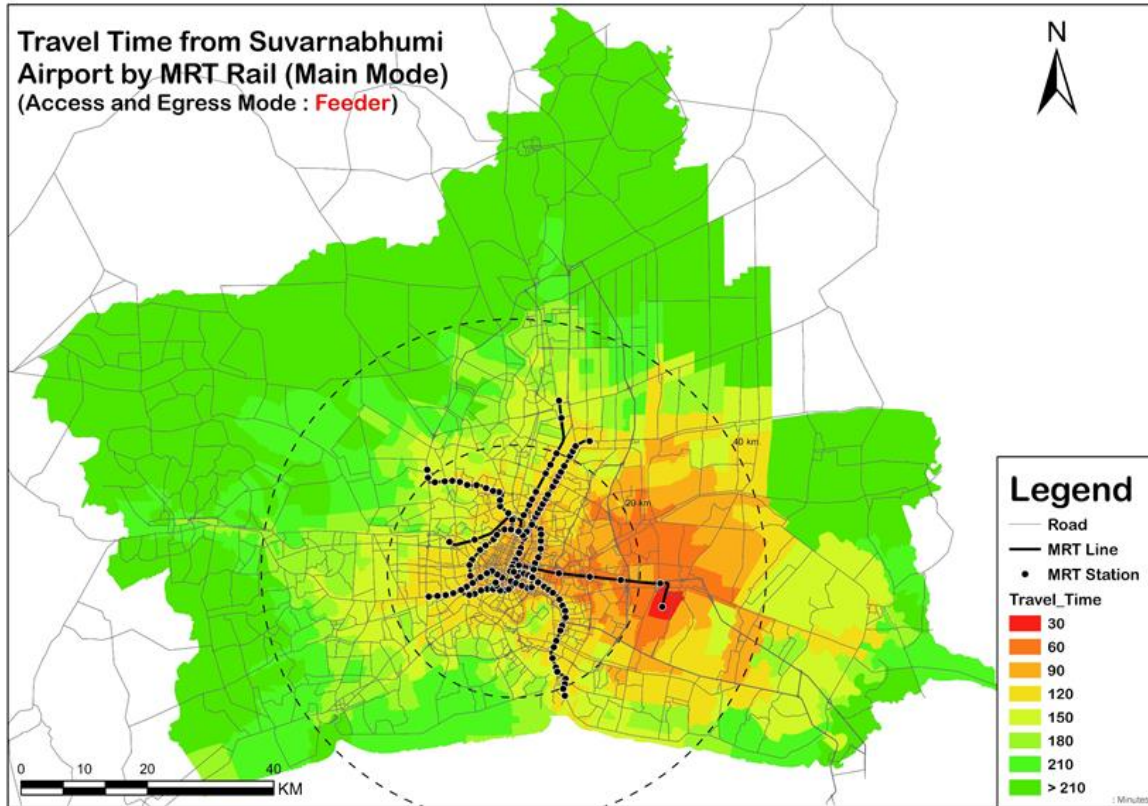 Travel Time from Suvarnabhumi
Airport by MRT Rail (Main Mode)
(Access and Egress Mode : Feeder)
N
40 km.
20 km.
Legend
Road
MRT Line
MRT Station
Travel_Time
30
60
90
120
150
180
210
> 210
: Minutes
0 10 20 40
KM